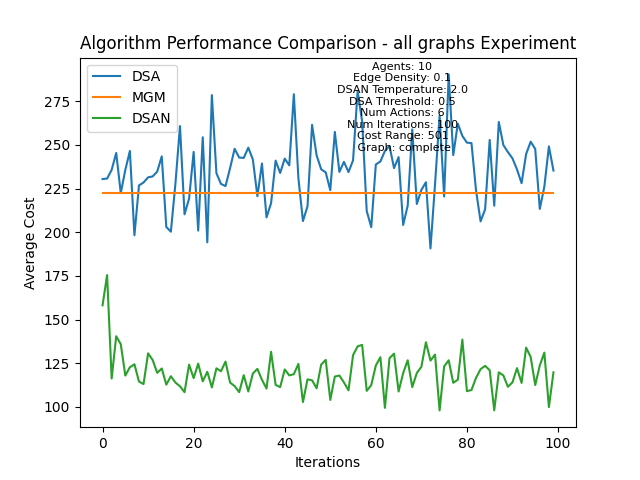 Algorithm Performance Comparison - all graphs Experiment
DSA
MGM
DSAN
Agents: 10
Edge Density: 0.1
DSAN Temperature: 2.0
DSA Threshold: 0.5
Num Actions: 6
Num Iterations: 100
Cost Range: 501
Graph: complete
Average Cost
275
250
225
200
175
150
125
100
0
20
40
60
80
100
Iterations